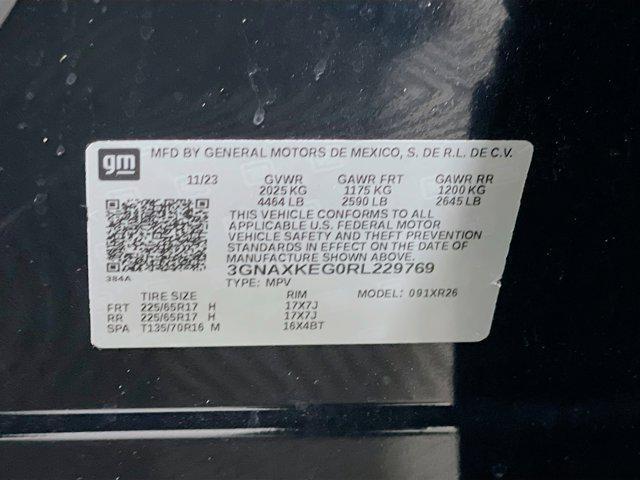 gm MFD BY GENERAL MOTORS DE MEXICO, S. DE R.L. DE C.V.
11/23 GVWR GAWR FRT GAWR RR
2025 KG 1175 KG 1200 KG
4464 LB 2590 LB 2645 LB
THIS VEHICLE CONFORMS TO ALL
APPLICABLE U.S. FEDERAL MOTOR
VEHICLE SAFETY AND THEFT PREVENTION
STANDARDS IN EFFECT ON THE DATE OF
MANUFACTURE SHOWN ABOVE.
3GNAXKEG0RL229769
384A
TYPE: MPV
TIRE SIZE RIM MODEL: 091XR26
FRT 225/65R17 H 17X7J
RR 225/65R17 H 17X7J
SPA T135/70R16 M 16X4BT